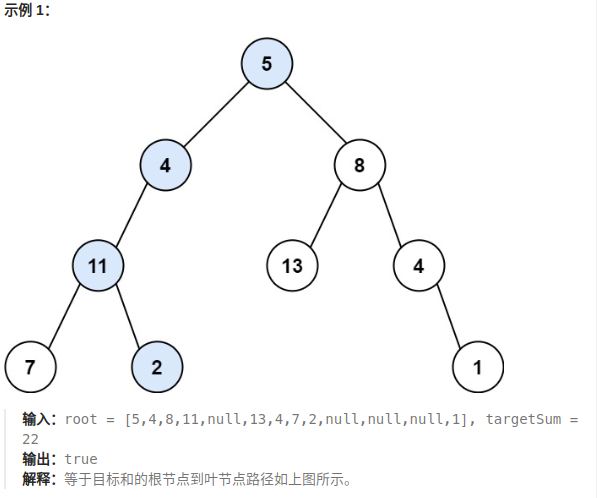 示例 1：
5
4 8
11 13 4
7 2 1
输入：root = [5,4,8,11,null,13,4,7,2,null,null,null,1], targetSum =
22
输出：true
解释：等于目标和的根节点到叶节点路径如上图所示。